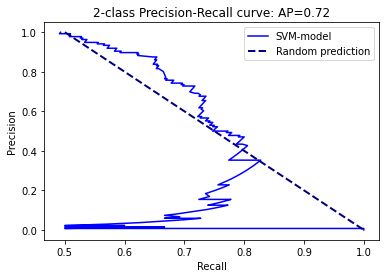 2-class Precision-Recall curve: AP=0.72
SVM-model
Random prediction
1.0
0.8
0.6
0.4
0.2
0.0
Precision
0.5 0.6 0.7 0.8 0.9 1.0
Recall